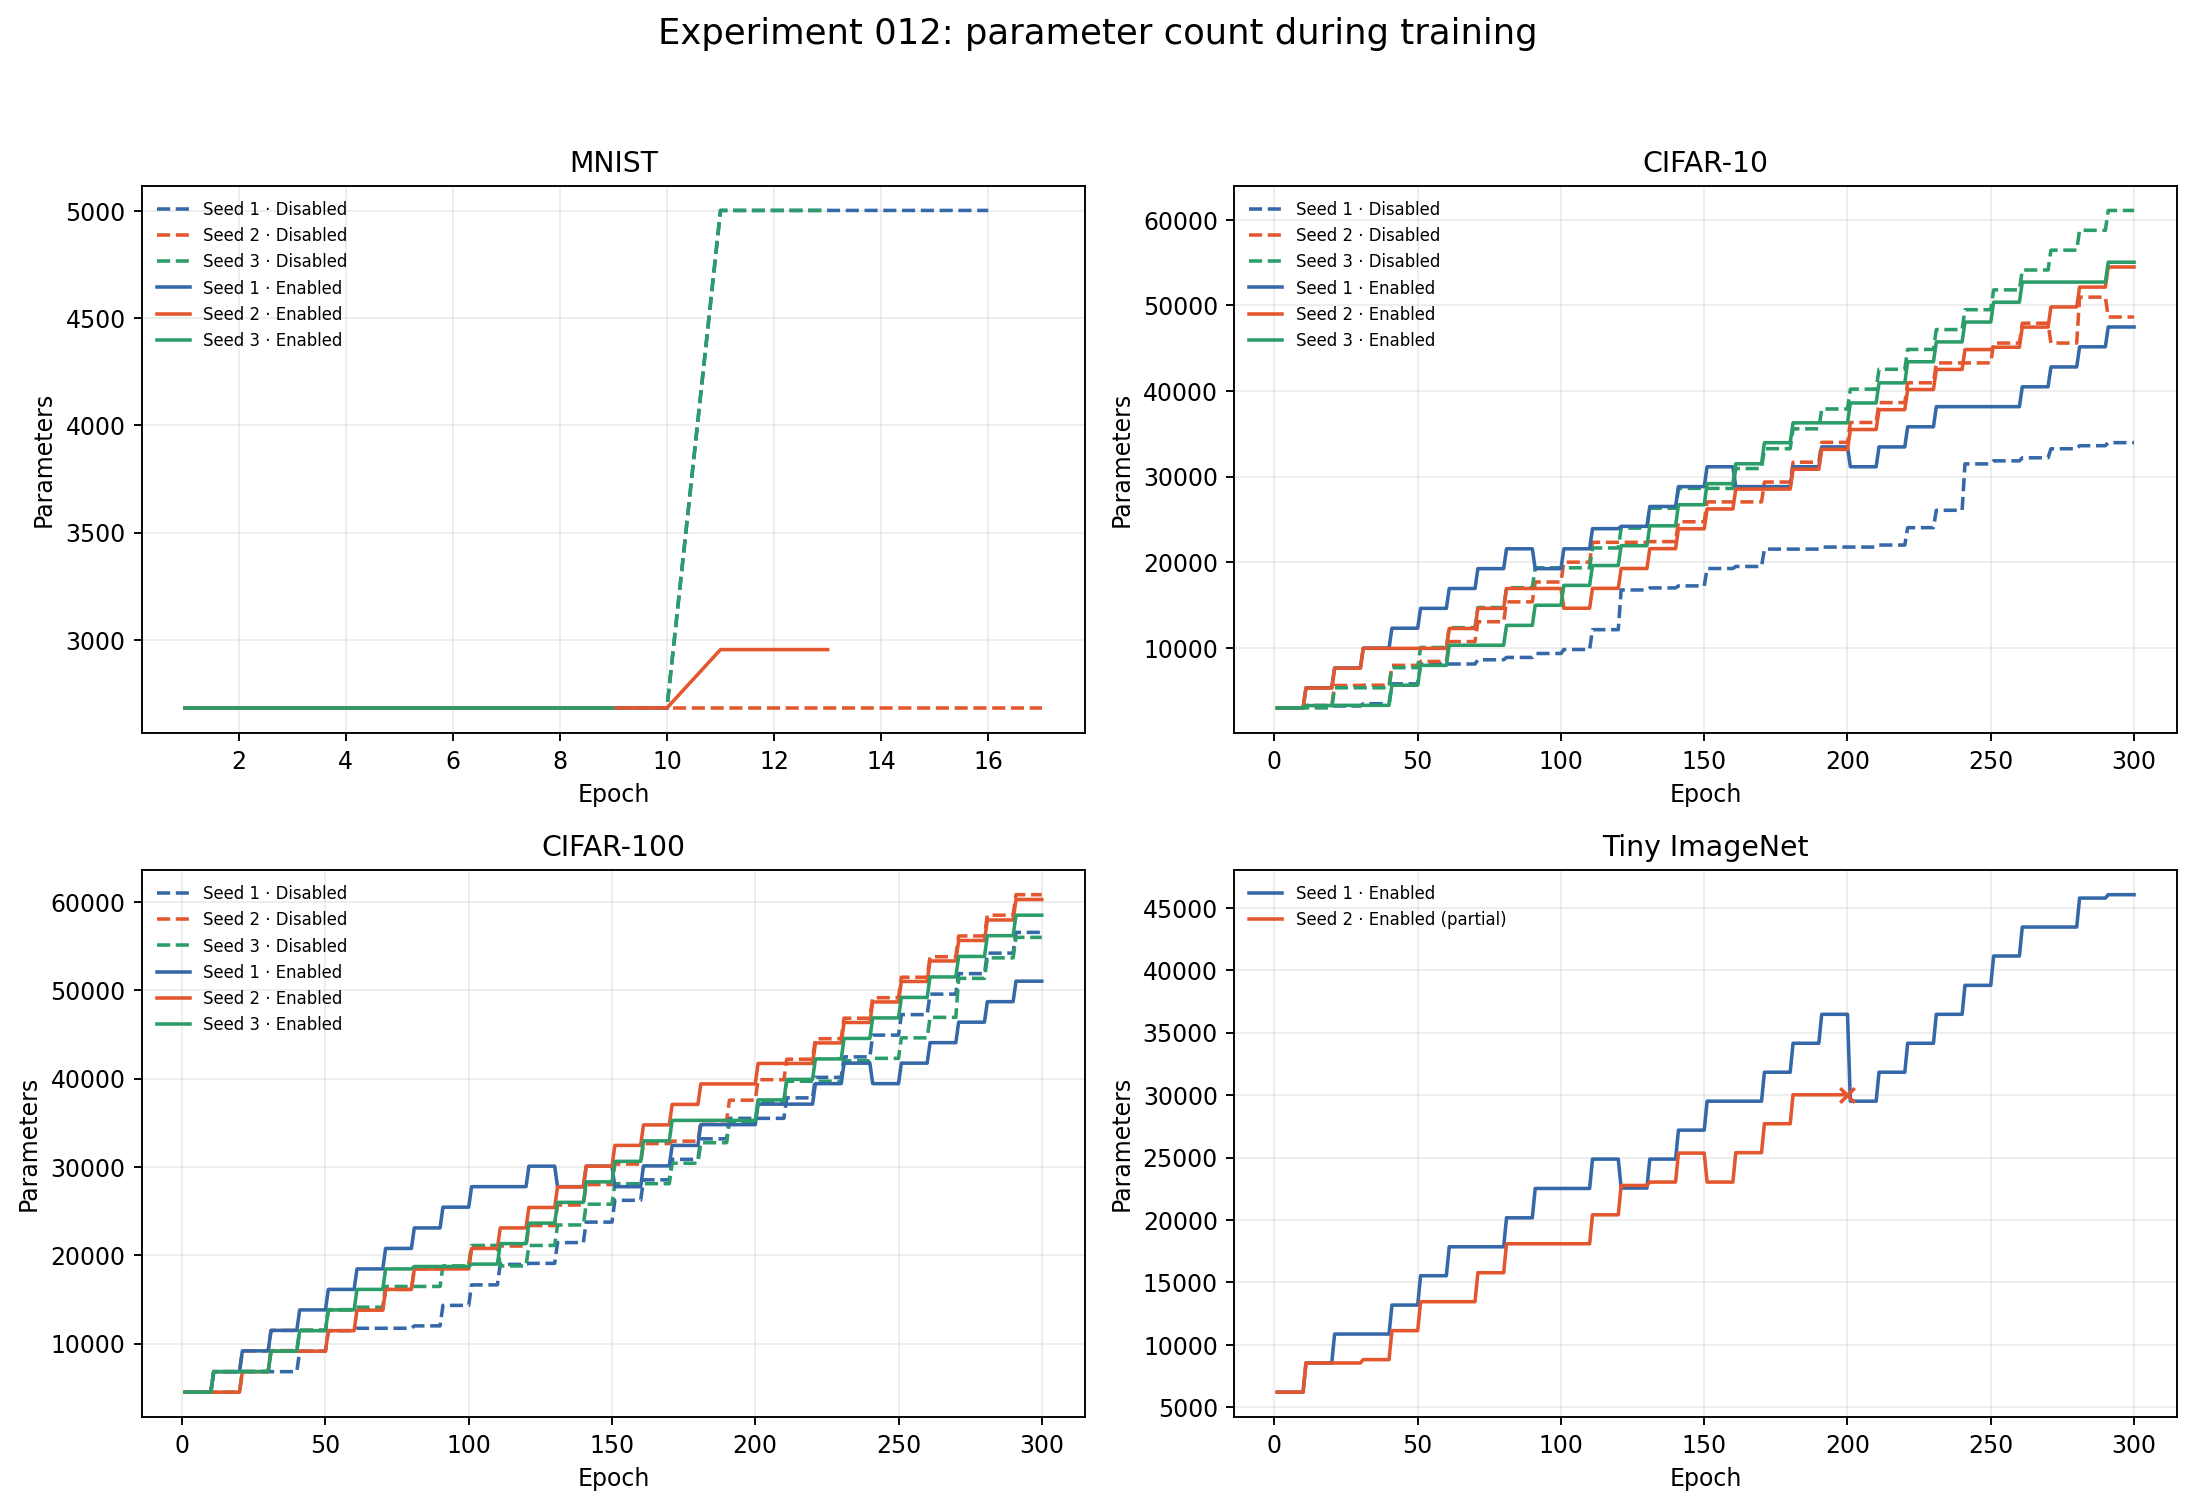 Experiment 012: parameter count during training
MNIST
Parameters
5000
4500
4000
3500
3000
Seed 1 · Disabled
Seed 2 · Disabled
Seed 3 · Disabled
Seed 1 · Enabled
Seed 2 · Enabled
Seed 3 · Enabled
2 4 6 8 10 12 14 16
Epoch
CIFAR-10
Parameters
60000
50000
40000
30000
20000
10000
Seed 1 · Disabled
Seed 2 · Disabled
Seed 3 · Disabled
Seed 1 · Enabled
Seed 2 · Enabled
Seed 3 · Enabled
0 50 100 150 200 250 300
Epoch
CIFAR-100
Parameters
60000
50000
40000
30000
20000
10000
Seed 1 · Disabled
Seed 2 · Disabled
Seed 3 · Disabled
Seed 1 · Enabled
Seed 2 · Enabled
Seed 3 · Enabled
0 50 100 150 200 250 300
Epoch
Tiny ImageNet
Parameters
45000
40000
35000
30000
25000
20000
15000
10000
5000
Seed 1 · Enabled
Seed 2 · Enabled (partial)
0 50 100 150 200 250 300
Epoch